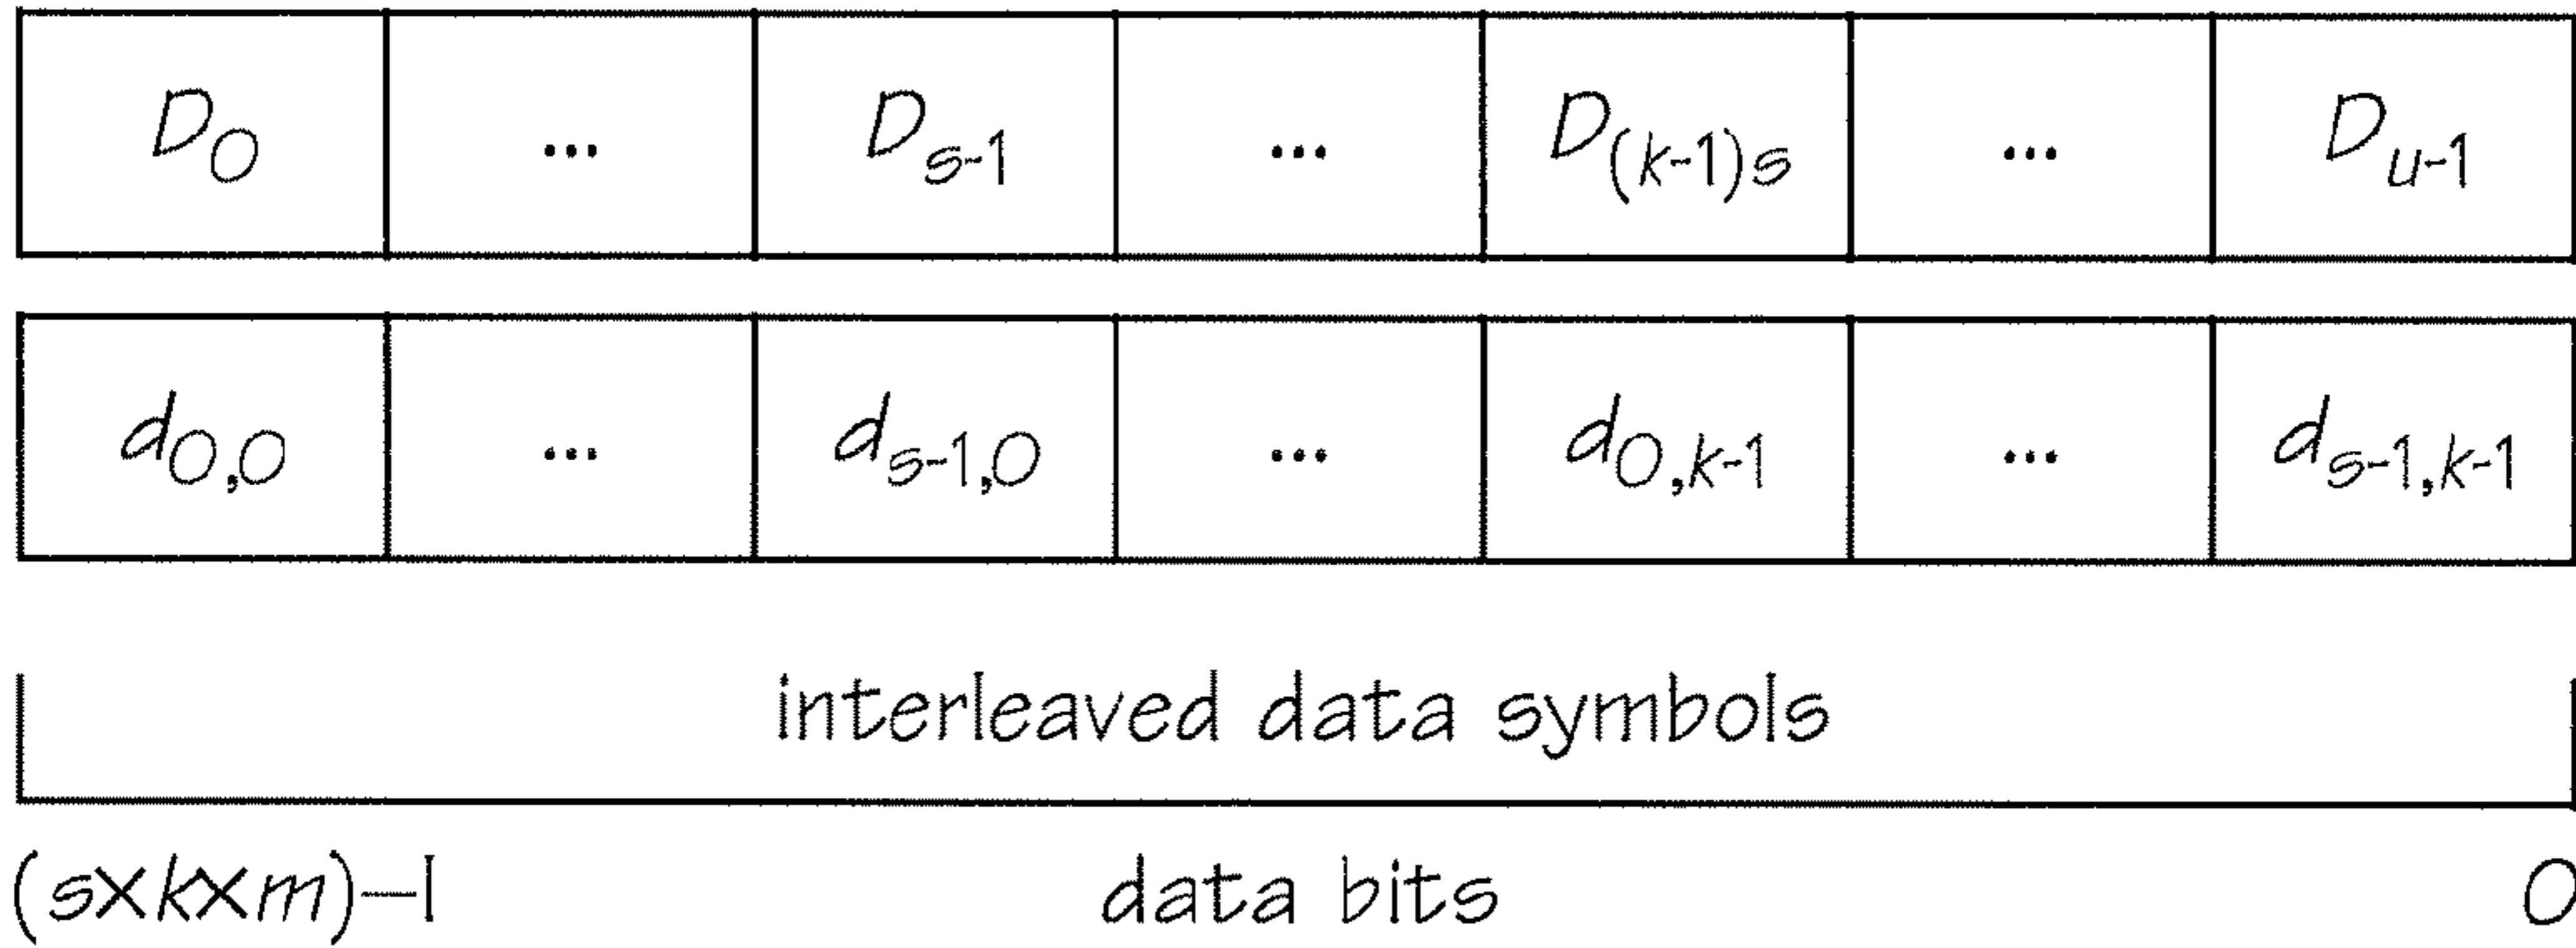 D0 ... Ds-1 ... D(k-1)s ... Du-1
d0,0 ... ds-1,0 ... d0,k-1 ... ds-1,k-1
interleaved data symbols
(s×k×m)–1 data bits 0